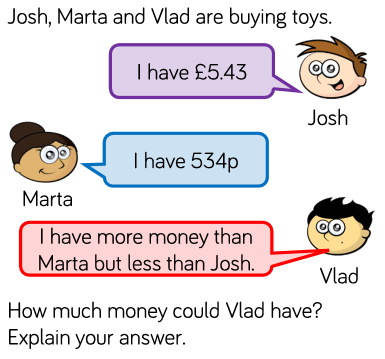 Josh, Marta and Vlad are buying toys.
I have £5.43
Josh
I have 534p
Marta
I have more money than
Marta but less than Josh.
Vlad
How much money could Vlad have?
Explain your answer.